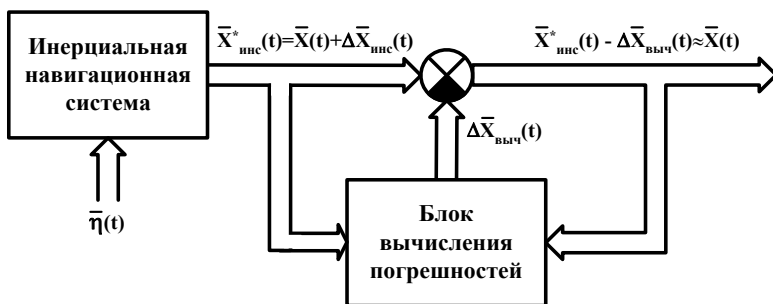 Инерциальная
навигационная
система
X̅*инс(t)=X̅(t)+ΔX̅инс(t)
X̅*инс(t) - ΔX̅выч(t)≈X̅(t)
ΔX̅выч(t)
η̅(t)
Блок
вычисления
погрешностей